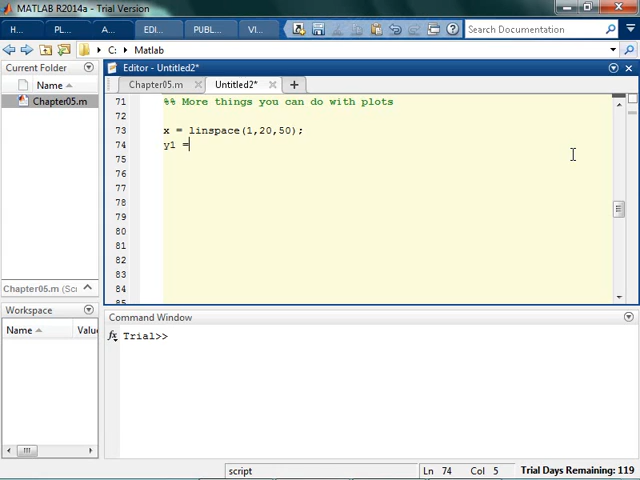 MATLAB R2014a - Trial Version
H... PL... A... EDI... PUBL... VI... Search Documentation
C: Matlab
Current Folder
Editor - Untitled2*
Name
Chapter05.m Untitled2*
Chapter05.m
71 %% More things you can do with plots
72
73 x = linspace(1,20,50);
74 y1 =
75
76
77
78
79
80
81
82
83
84
85
Chapter05.m (Scr
Workspace
Command Window
Name Value
fx Trial>>
script Ln 74 Col 5 Trial Days Remaining: 119